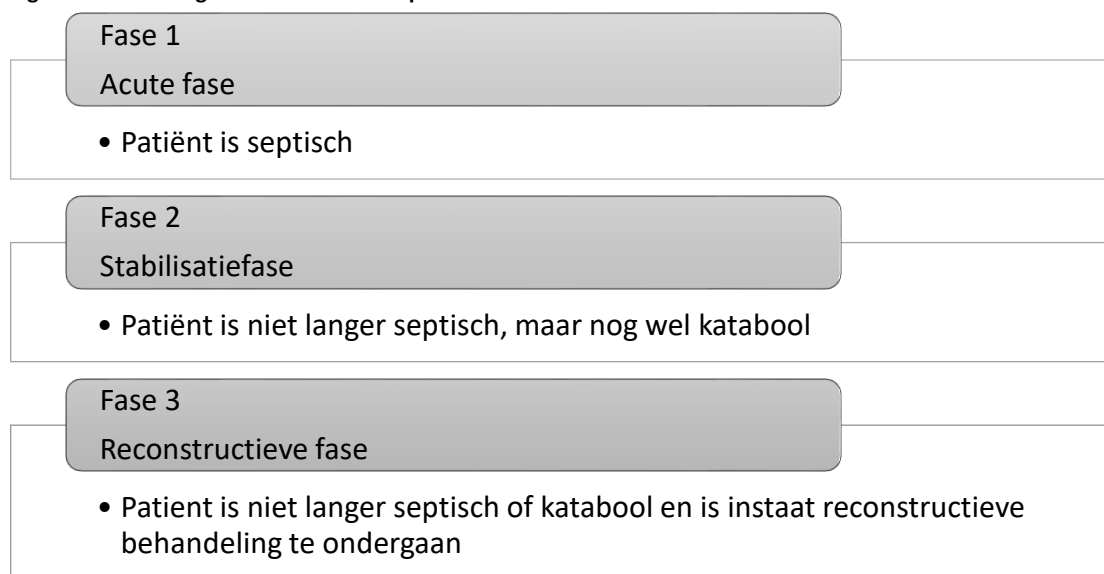 Fase 1
Acute fase
• Patiënt is septisch
Fase 2
Stabilisatiefase
• Patiënt is niet langer septisch, maar nog wel katabool
Fase 3
Reconstructieve fase
• Patient is niet langer septisch of katabool en is instaat reconstructieve
behandeling te ondergaan